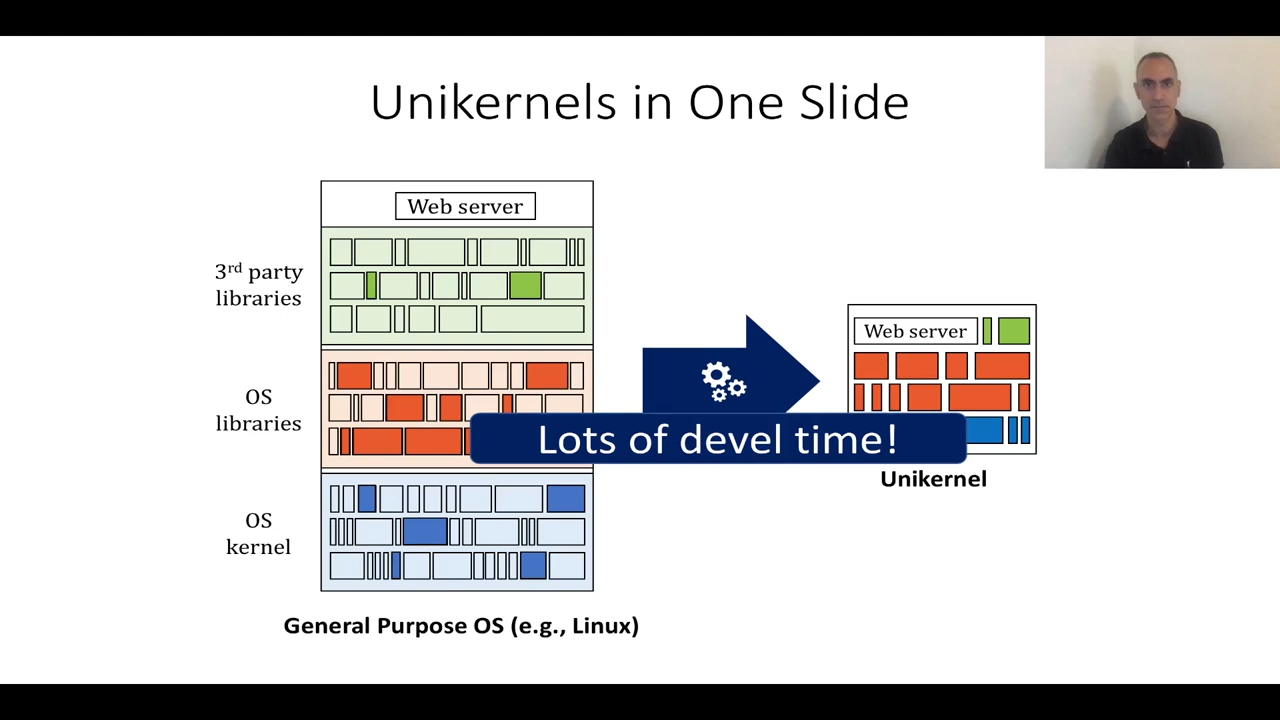 Unikernels in One Slide
Web server
3rd party
libraries
OS
libraries
OS
kernel
General Purpose OS (e.g., Linux)
Lots of devel time!
Web server
Unikernel